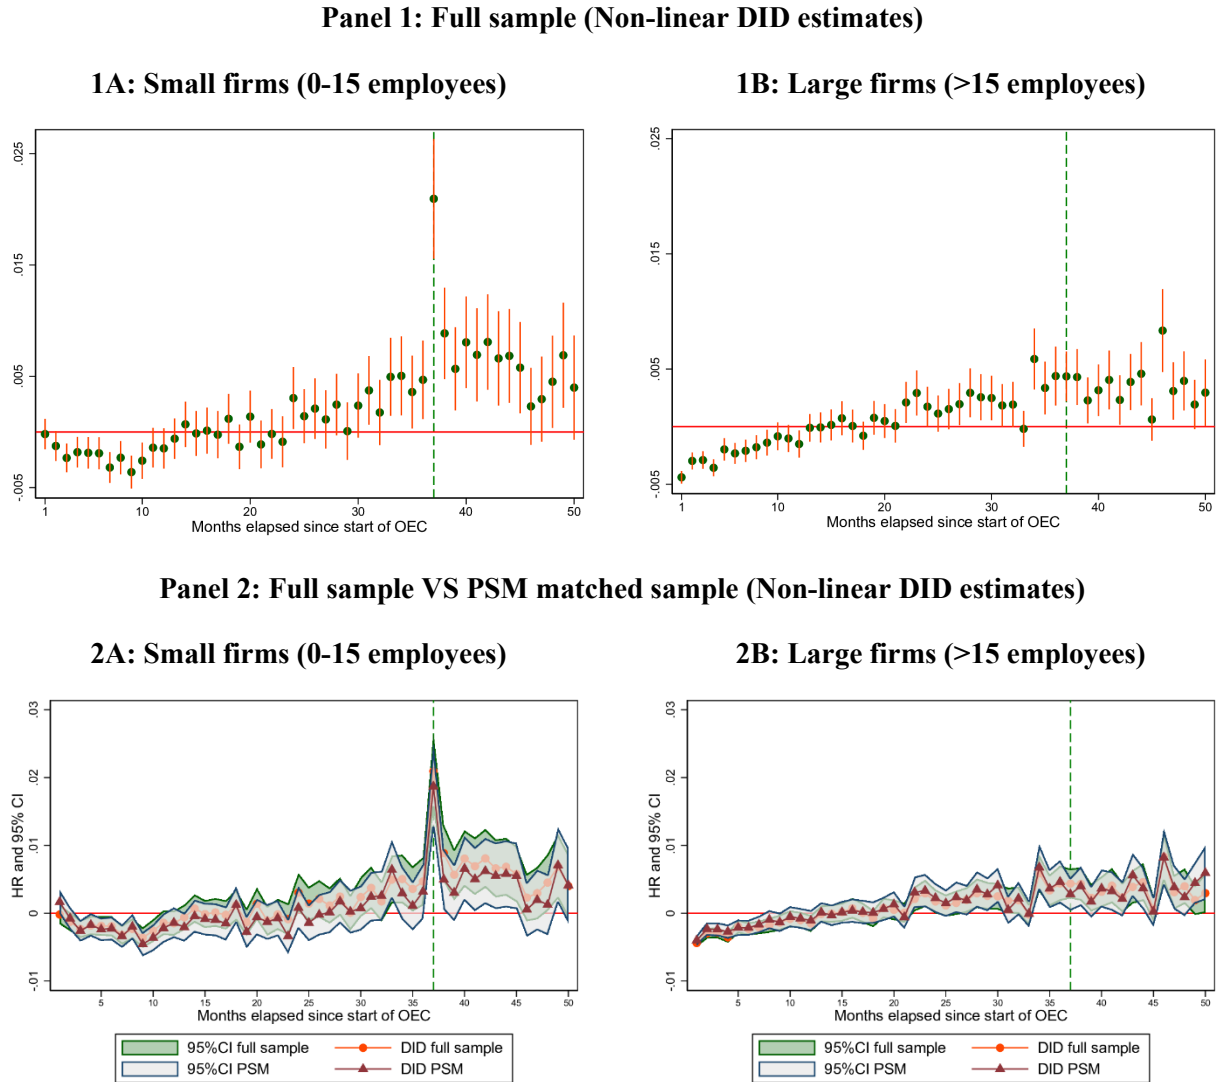 Panel 1: Full sample (Non-linear DID estimates)
1A: Small firms (0-15 employees)
1B: Large firms (>15 employees)
.025
.015
.005
-.005
1
10
20
30
40
50
Months elapsed since start of OEC
.025
.015
.005
-.005
1
10
20
30
40
50
Months elapsed since start of OEC
Panel 2: Full sample VS PSM matched sample (Non-linear DID estimates)
2A: Small firms (0-15 employees)
2B: Large firms (>15 employees)
HR and 95% CI
.03
.02
.01
0
-.01
5
10
15
20
25
30
35
40
45
50
Months elapsed since start of OEC
95%CI full sample
DID full sample
95%CI PSM
DID PSM
HR and 95% CI
.03
.02
.01
0
-.01
5
10
15
20
25
30
35
40
45
50
Months elapsed since start of OEC
95%CI full sample
DID full sample
95%CI PSM
DID PSM